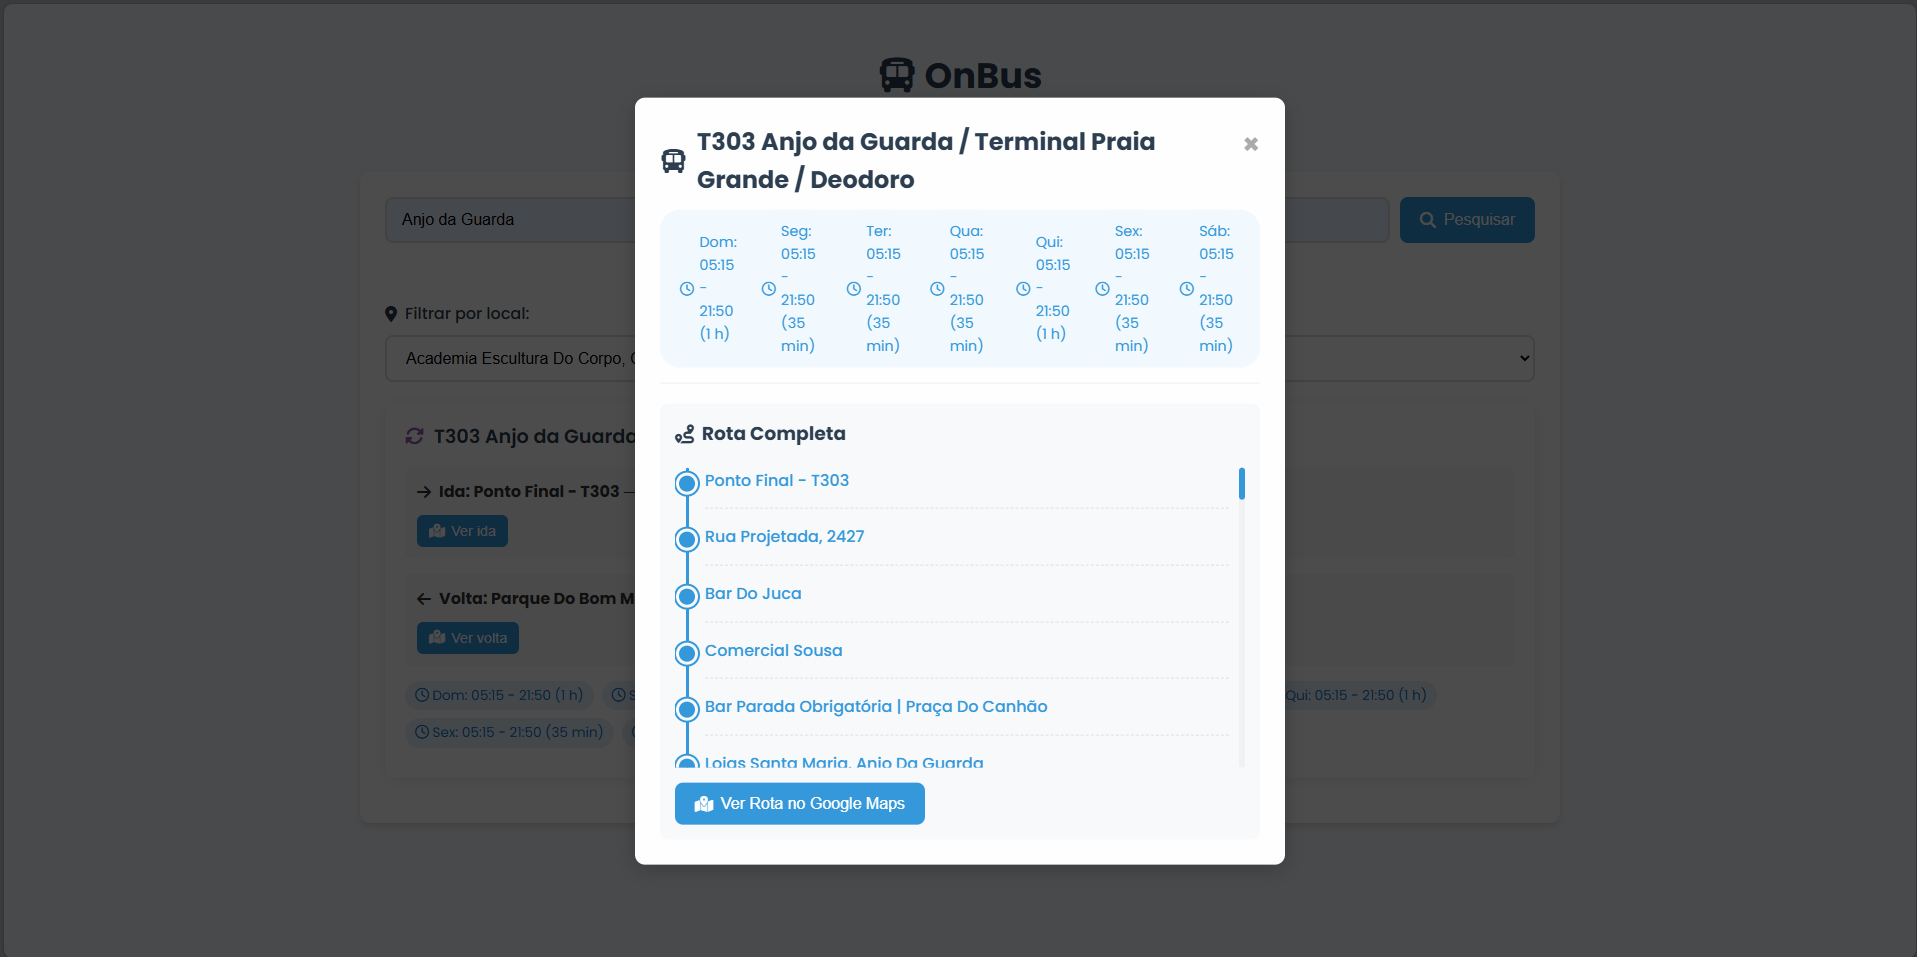 OnBus
T303 Anjo da Guarda / Terminal Praia
Grande / Deodoro
Anjo da Guarda
Pesquisar
Dom:
05:15
-
21:50
(1 h)
Seg:
05:15
-
21:50
(35
min)
Ter:
05:15
-
21:50
(35
min)
Qua:
05:15
-
21:50
(35
min)
Qui:
05:15
-
21:50
(1 h)
Sex:
05:15
-
21:50
(35
min)
Sáb:
05:15
-
21:50
(35
min)
Filtrar por local:
Academia Escultura Do Corpo,
T303 Anjo da Guarda
Ida: Ponto Final - T303 —
Ver ida
Volta: Parque Do Bom M
Ver volta
Dom: 05:15 - 21:50 (1 h)
Qui: 05:15 - 21:50 (1 h)
Sex: 05:15 - 21:50 (35 min)
Rota Completa
Ponto Final - T303
Rua Projetada, 2427
Bar Do Juca
Comercial Sousa
Bar Parada Obrigatória | Praça Do Canhão
Lojas Santa Maria, Anjo Da Guarda
Ver Rota no Google Maps